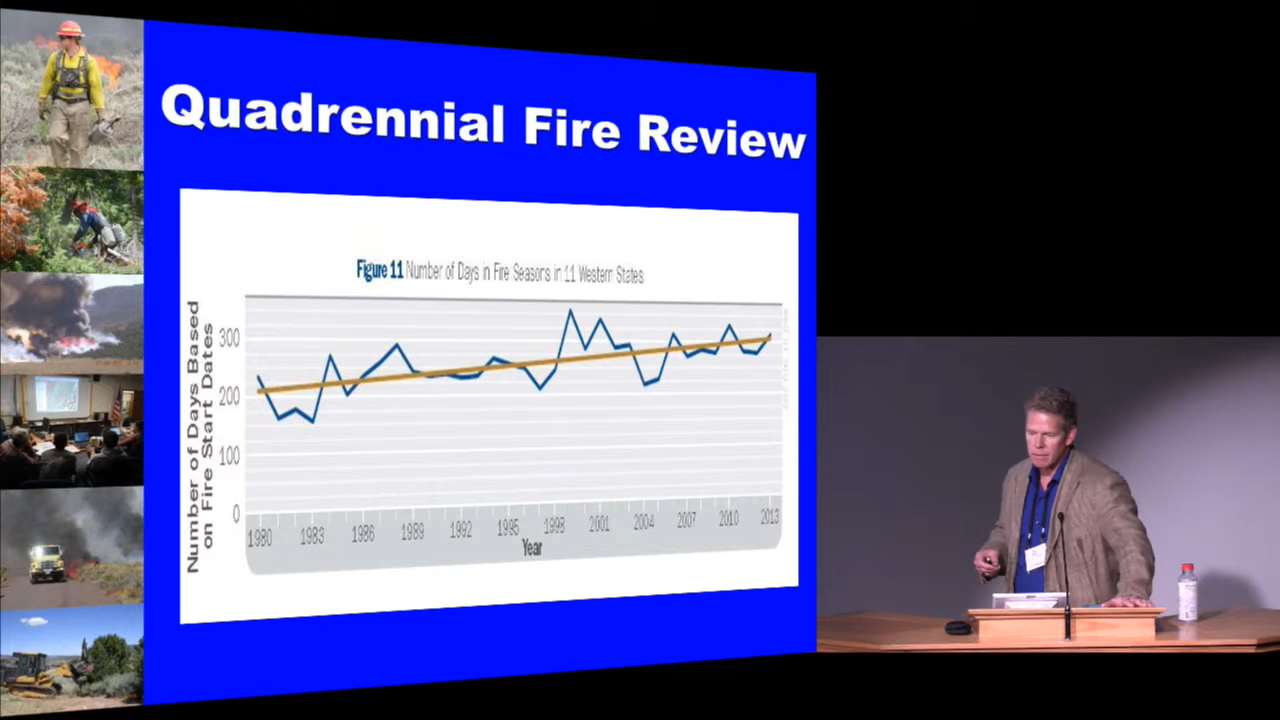 Quadrennial Fire Review
Figure 11 Number of Days in Fire Seasons in 11 Western States
Number of Days Based
on Fire Start Dates
300
200
100
0
1980 1983 1986 1989 1992 1995 1998 2001 2004 2007 2010 2013
Year